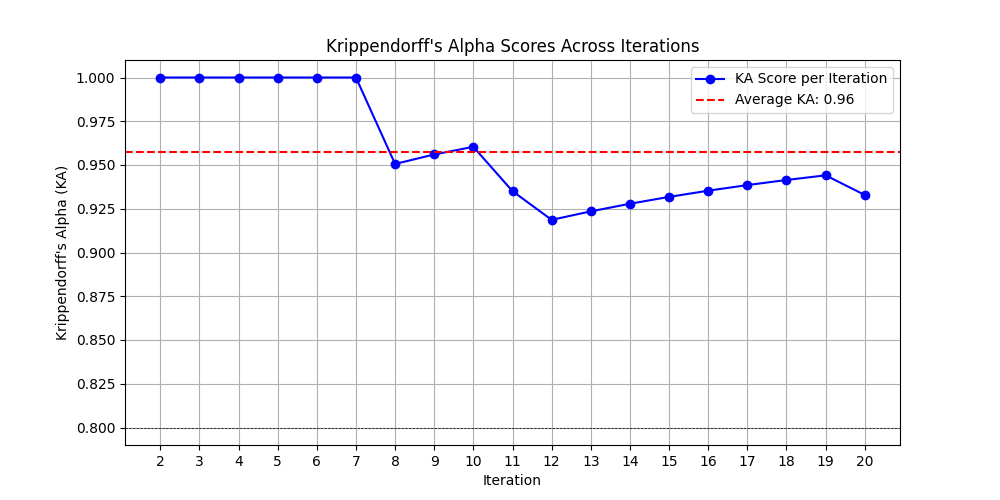 Krippendorff's Alpha Scores Across Iterations
KA Score per Iteration
Average KA: 0.96
Krippendorff's Alpha (KA)
1.000
0.975
0.950
0.925
0.900
0.875
0.850
0.825
0.800
2 3 4 5 6 7 8 9 10 11 12 13 14 15 16 17 18 19 20
Iteration